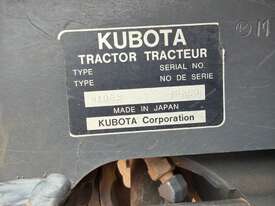 KUBOTA
TRACTOR TRACTEUR
TYPE SERIAL NO.
TYPE NO DE SERIE
MADE IN JAPAN
KUBOTA Corporation